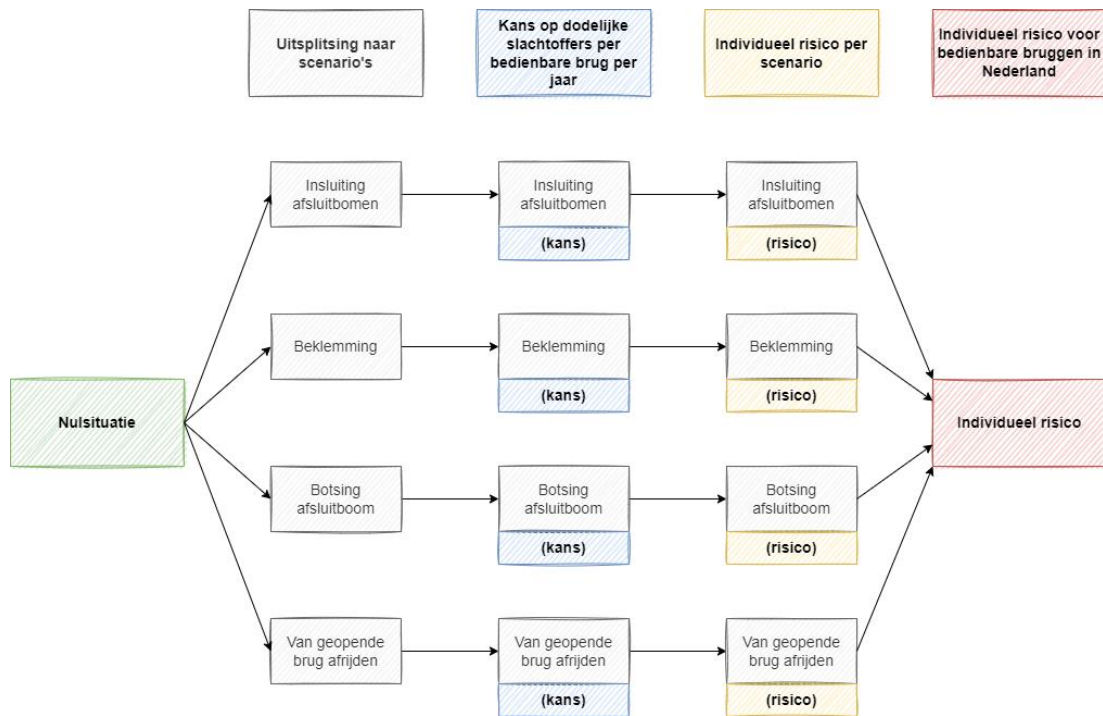 Uitsplitsing naar
scenario's
Kans op dodelijke
slachtoffers per
bedienbare brug per
jaar
Individueel risico per
scenario
Individueel risico voor
bedienbare bruggen in
Nederland
Nulsituatie
Insluiting
afsluitbomen
Insluiting
afsluitbomen
(kans)
Insluiting
afsluitbomen
(risico)
Beklemming
Beklemming
(kans)
Beklemming
(risico)
Botsing
afsluitboom
Botsing
afsluitboom
(kans)
Botsing
afsluitboom
(risico)
Van geopende
brug afrijden
Van geopende
brug afrijden
(kans)
Van geopende
brug afrijden
(risico)
Individueel risico